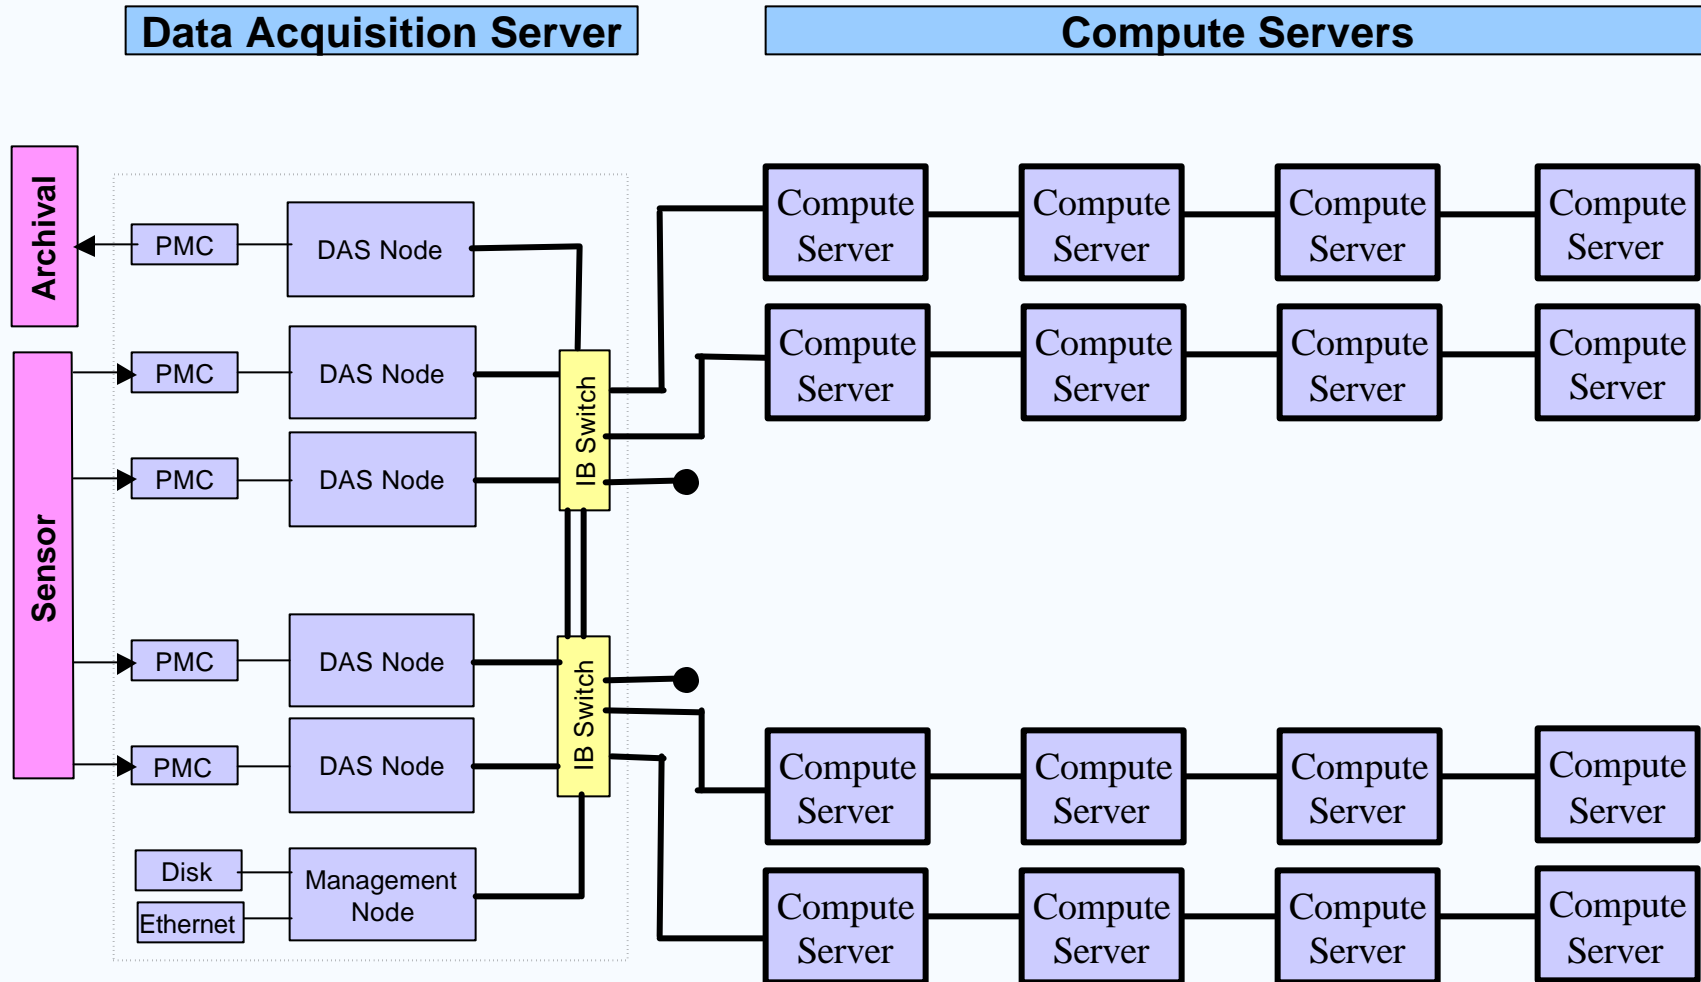 Data Acquisition Server
Compute Servers
Archival
PMC
DAS Node
Compute
Server
Compute
Server
Compute
Server
Compute
Server
Sensor
PMC
DAS Node
IB Switch
Compute
Server
Compute
Server
Compute
Server
Compute
Server
PMC
DAS Node
PMC
DAS Node
IB Switch
PMC
DAS Node
Compute
Server
Compute
Server
Compute
Server
Compute
Server
Disk
Ethernet
Management
Node
Compute
Server
Compute
Server
Compute
Server
Compute
Server